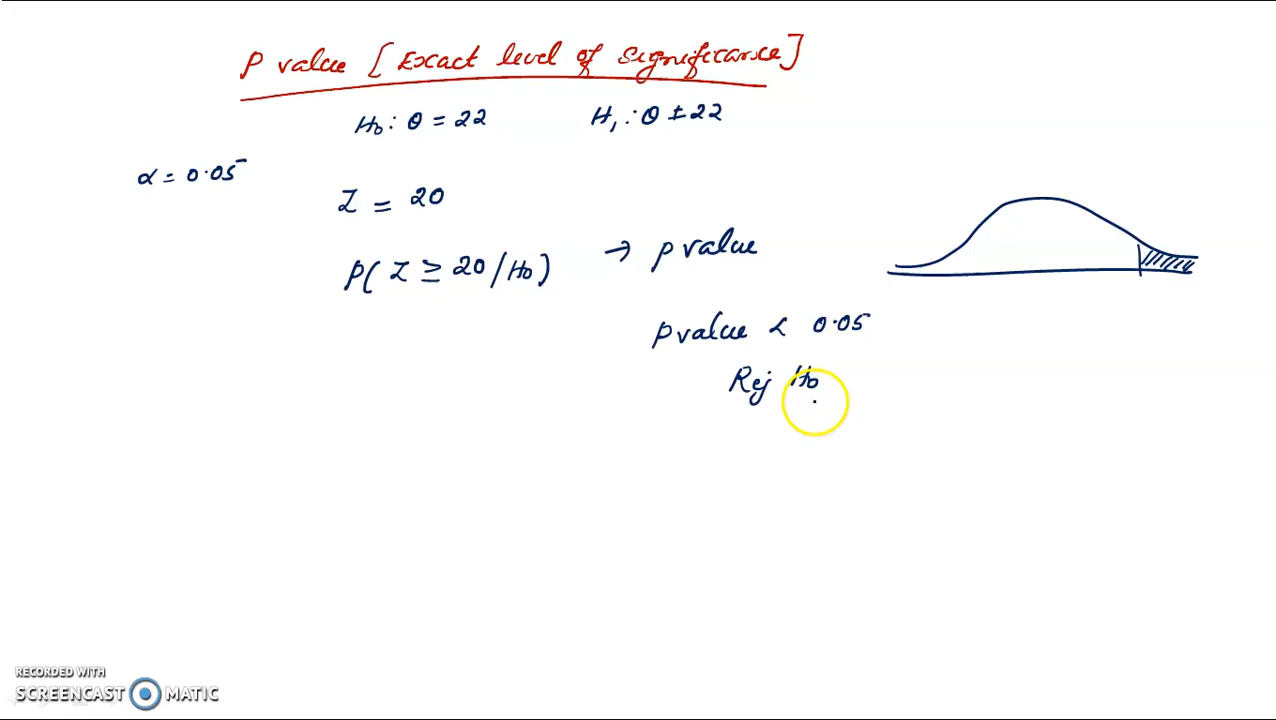 P value [Exact level of significance]
H₀ : θ = 22 H₁ : θ ≠ 22
α = 0.05
Z = 20
P( Z ≥ 20 / H₀ ) → p value
p value < 0.05
Rej H₀
RECORDED WITH
SCREENCAST MATIC